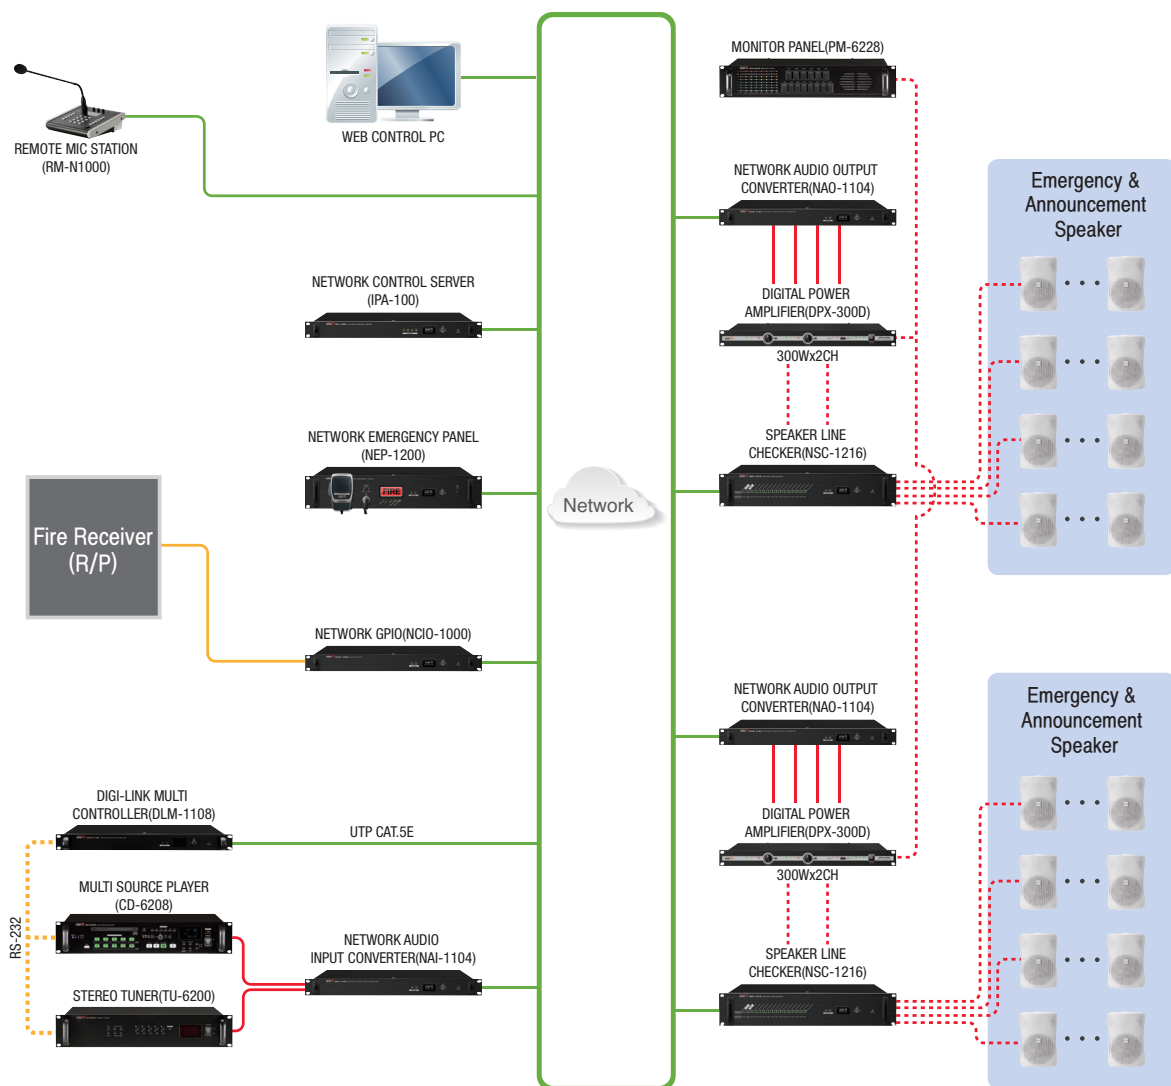 WEB CONTROL PC
REMOTE MIC STATION
(RM-N1000)
NETWORK CONTROL SERVER
(IPA-100)
NETWORK EMERGENCY PANEL
(NEP-1200)
FIRE
Fire Receiver
(R/P)
NETWORK GPIO(NCIO-1000)
DIGI-LINK MULTI
CONTROLLER(DLM-1108)
UTP CAT.5E
MULTI SOURCE PLAYER
(CD-6208)
RS-232
NETWORK AUDIO
INPUT CONVERTER(NAI-1104)
STEREO TUNER(TU-6200)
Network
MONITOR PANEL(PM-6228)
NETWORK AUDIO OUTPUT
CONVERTER(NAO-1104)
DIGITAL POWER
AMPLIFIER(DPX-300D)
300Wx2CH
SPEAKER LINE
CHECKER(NSC-1216)
Emergency &
Announcement
Speaker
NETWORK AUDIO OUTPUT
CONVERTER(NAO-1104)
DIGITAL POWER
AMPLIFIER(DPX-300D)
300Wx2CH
SPEAKER LINE
CHECKER(NSC-1216)
Emergency &
Announcement
Speaker